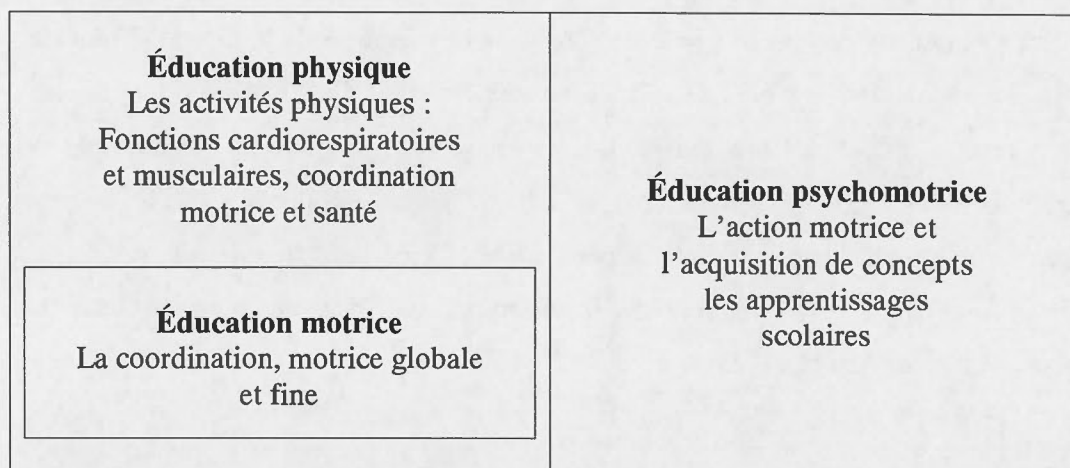 Éducation physique
Les activités physiques :
Fonctions cardiorespiratoires
et musculaires, coordination
motrice et santé
Éducation motrice
La coordination, motrice globale
et fine
Éducation psychomotrice
L'action motrice et
l'acquisition de concepts
les apprentissages
scolaires